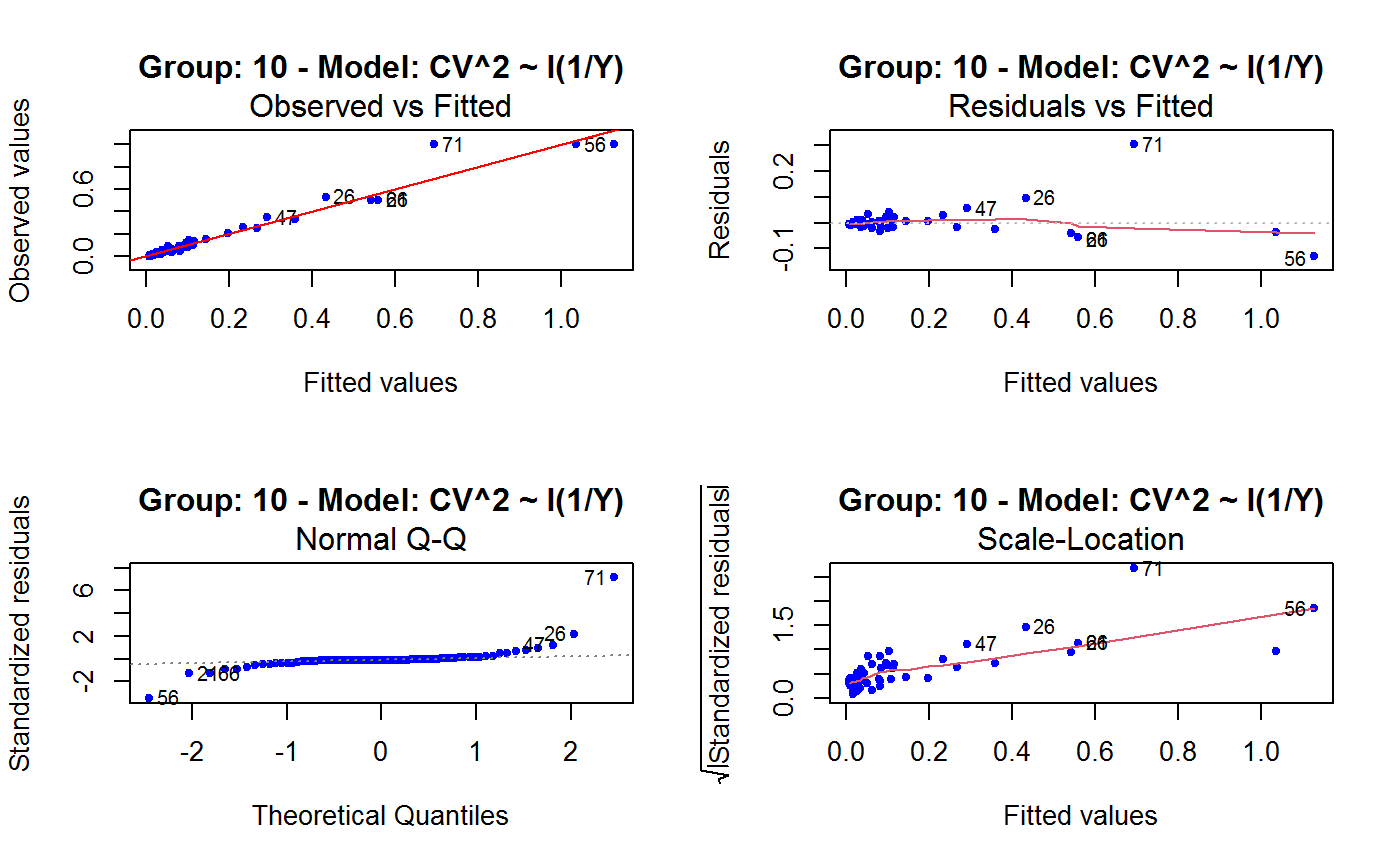 Group: 10 - Model: CV^2 ~ I(1/Y)
Observed vs Fitted
Observed values
0.0
0.6
71
56
26
47
0.0 0.2 0.4 0.6 0.8 1.0
Fitted values
Group: 10 - Model: CV^2 ~ I(1/Y)
Residuals vs Fitted
Residuals
-0.1
0.2
71
26
47
56
0.0 0.2 0.4 0.6 0.8 1.0
Fitted values
Group: 10 - Model: CV^2 ~ I(1/Y)
Normal Q-Q
Standardized residuals
-2
2
6
71
26
47
56
-2 -1 0 1 2
Theoretical Quantiles
Group: 10 - Model: CV^2 ~ I(1/Y)
Scale-Location
√|Standardized residuals|
0.0
1.5
71
56
26
47
0.0 0.2 0.4 0.6 0.8 1.0
Fitted values